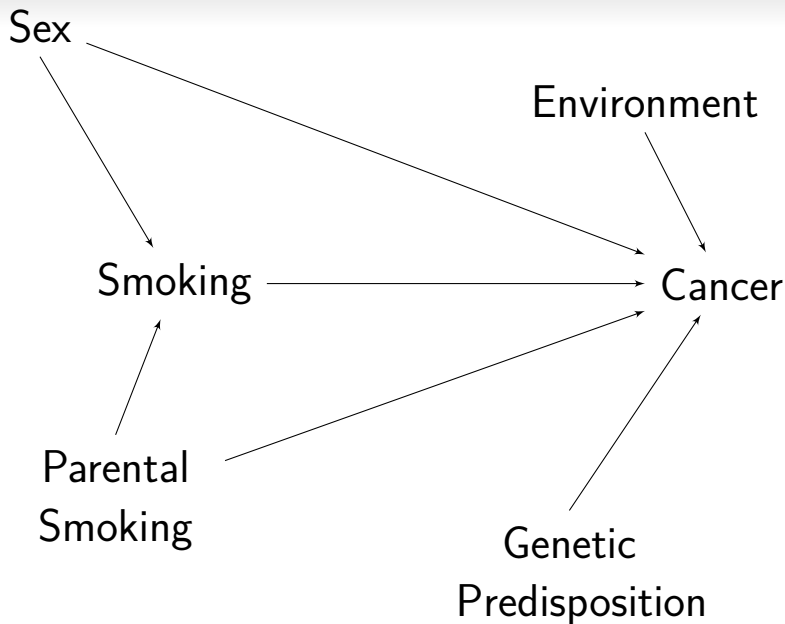 Sex
Environment
Smoking
Cancer
Parental
Smoking
Genetic
Predisposition